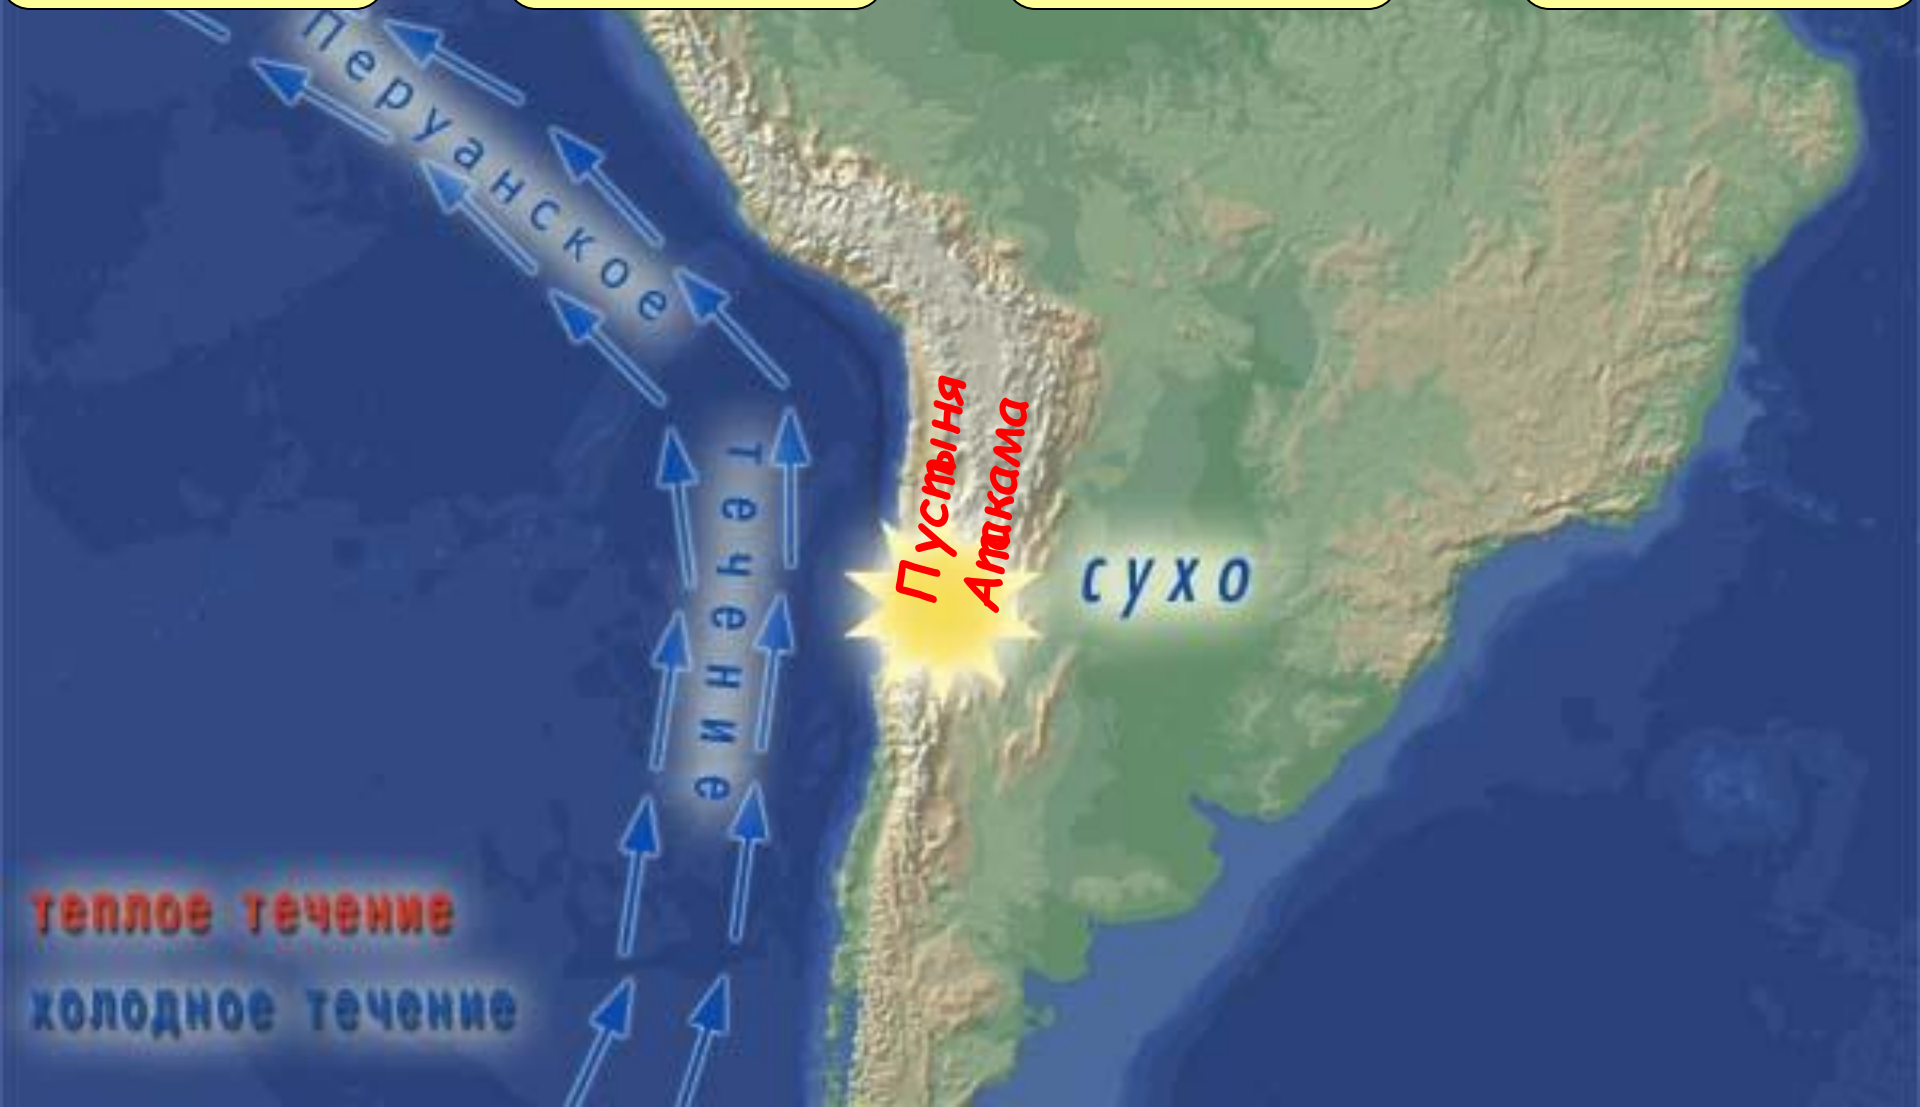 Перуанское
течение
Пустыня
Атакама
сухо
теплое течение
холодное течение